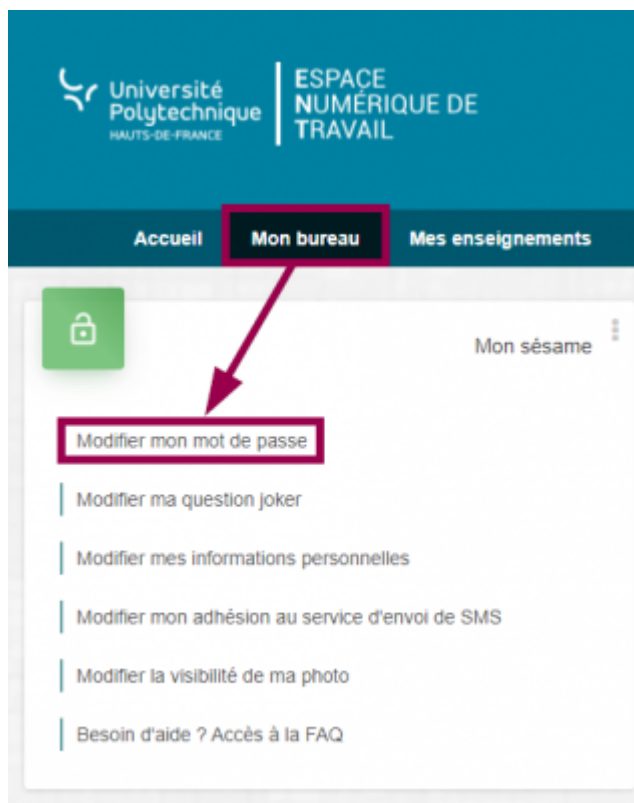 Université
Polytechnique
HAUTS-DE-FRANCE
ESPACE
NUMÉRIQUE DE
TRAVAIL
Accueil Mon bureau Mes enseignements
Mon sésame
Modifier mon mot de passe
Modifier ma question joker
Modifier mes informations personnelles
Modifier mon adhésion au service d'envoi de SMS
Modifier la visibilité de ma photo
Besoin d'aide ? Accès à la FAQ